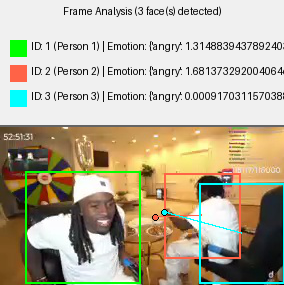 Frame Analysis (3 face(s) detected)
ID: 1 (Person 1) | Emotion: {'angry': 1.314883943789240
ID: 2 (Person 2) | Emotion: {'angry': 1.681373292004064
ID: 3 (Person 3) | Emotion: {'angry': 0.000917031157038
52:51:31